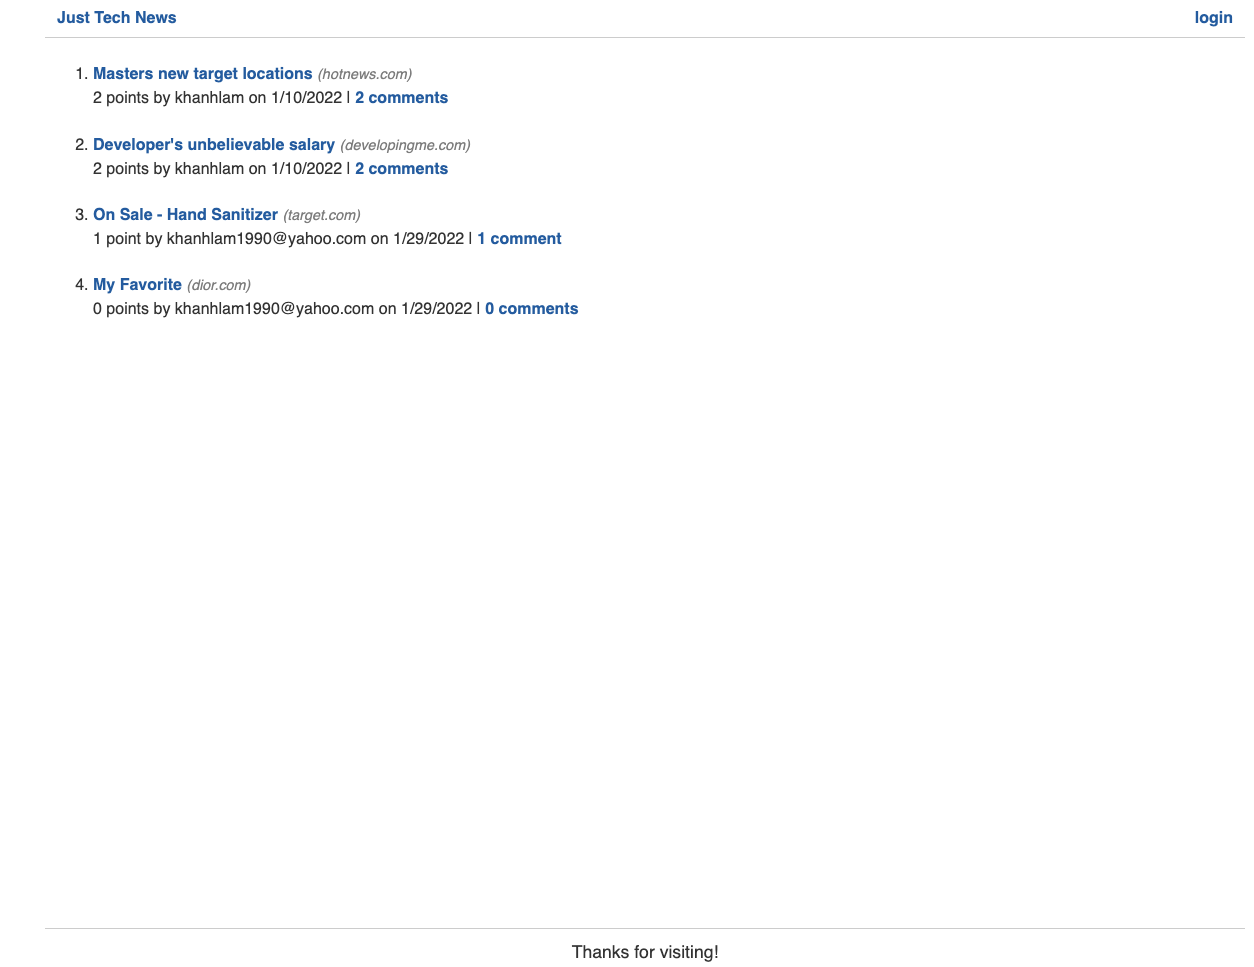 Just Tech News login
1. Masters new target locations (hotnews.com)
2 points by khanhlam on 1/10/2022 | 2 comments
2. Developer's unbelievable salary (developingme.com)
2 points by khanhlam on 1/10/2022 | 2 comments
3. On Sale - Hand Sanitizer (target.com)
1 point by khanhlam1990@yahoo.com on 1/29/2022 | 1 comment
4. My Favorite (dior.com)
0 points by khanhlam1990@yahoo.com on 1/29/2022 | 0 comments
Thanks for visiting!